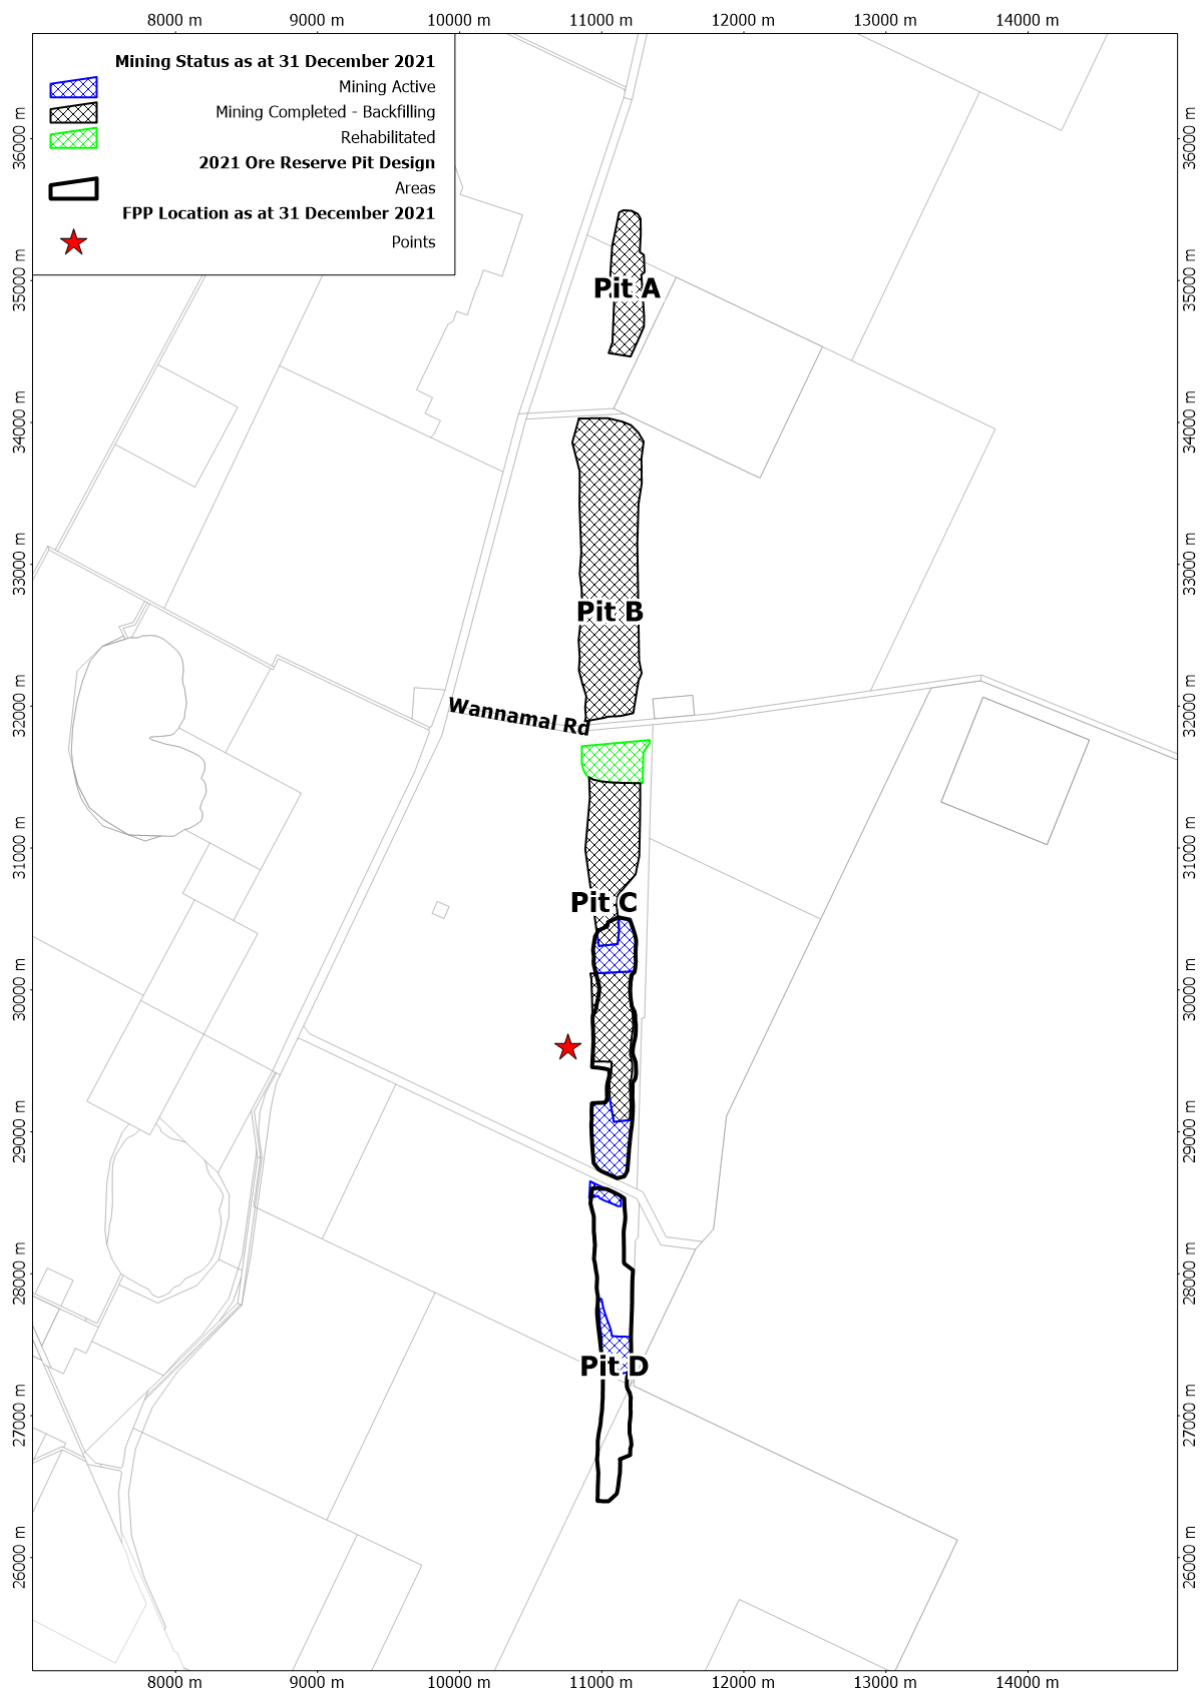 8000 m 9000 m 10000 m 11000 m 12000 m 13000 m 14000 m
Mining Status as at 31 December 2021
Mining Active
Mining Completed - Backfilling
Rehabilitated
2021 Ore Reserve Pit Design
Areas
FPP Location as at 31 December 2021
Points
36000 m 36000 m
35000 m 35000 m
Pit A
34000 m 34000 m
33000 m 33000 m
Pit B
32000 m 32000 m
Wannamal Rd
31000 m 31000 m
Pit C
30000 m 30000 m
29000 m 29000 m
28000 m 28000 m
Pit D
27000 m 27000 m
26000 m 26000 m
8000 m 9000 m 10000 m 11000 m 12000 m 13000 m 14000 m